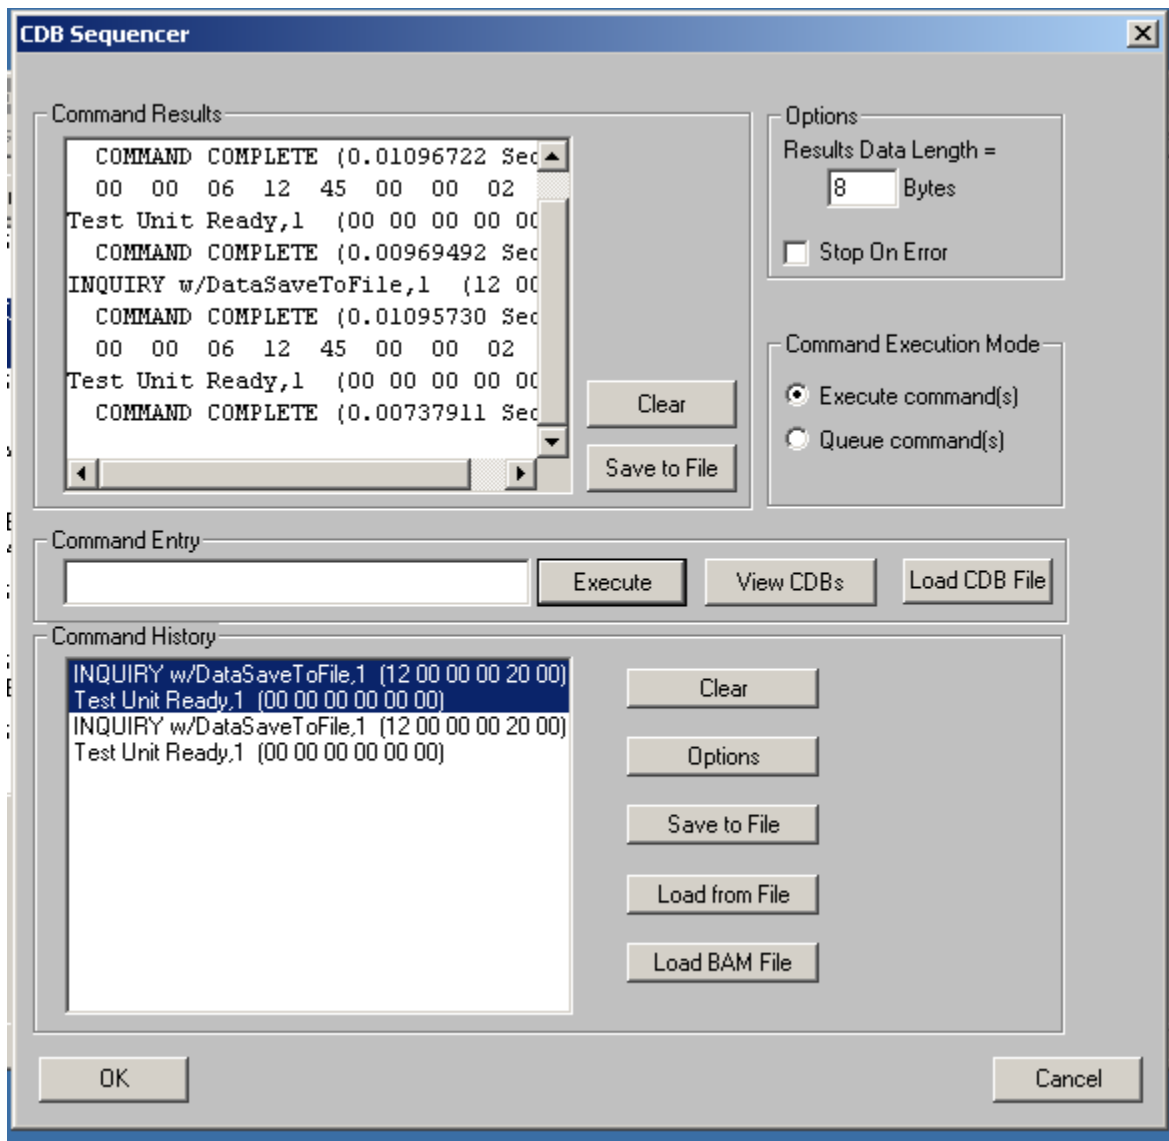 CDB Sequencer
Command Results
COMMAND COMPLETE (0.01096722 Sec
00 00 06 12 45 00 00 02
Test Unit Ready,1 (00 00 00 00 00
COMMAND COMPLETE (0.00969492 Sec
INQUIRY w/DataSaveToFile,1 (12 00
COMMAND COMPLETE (0.01095730 Sec
00 00 06 12 45 00 00 02
Test Unit Ready,1 (00 00 00 00 00
COMMAND COMPLETE (0.00737911 Sec
Clear
Save to File
Options
Results Data Length =
8 Bytes
Stop On Error
Command Execution Mode
Execute command(s)
Queue command(s)
Command Entry
Execute
View CDBs
Load CDB File
Command History
INQUIRY w/DataSaveToFile,1 (12 00 00 00 20 00)
Test Unit Ready,1 (00 00 00 00 00 00)
INQUIRY w/DataSaveToFile,1 (12 00 00 00 20 00)
Test Unit Ready,1 (00 00 00 00 00 00)
Clear
Options
Save to File
Load from File
Load BAM File
OK
Cancel